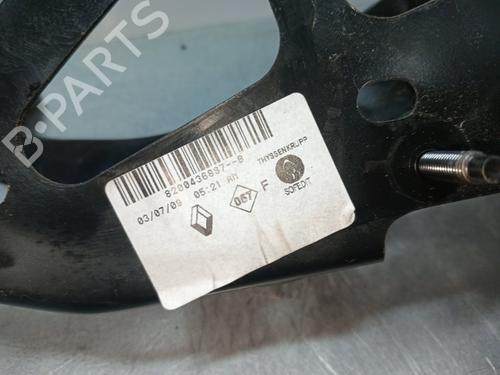 8200436897--B
THYSSENKRUPP
03/07/09 05:21 AM
067
F
SOFEDIT
B-PARTS